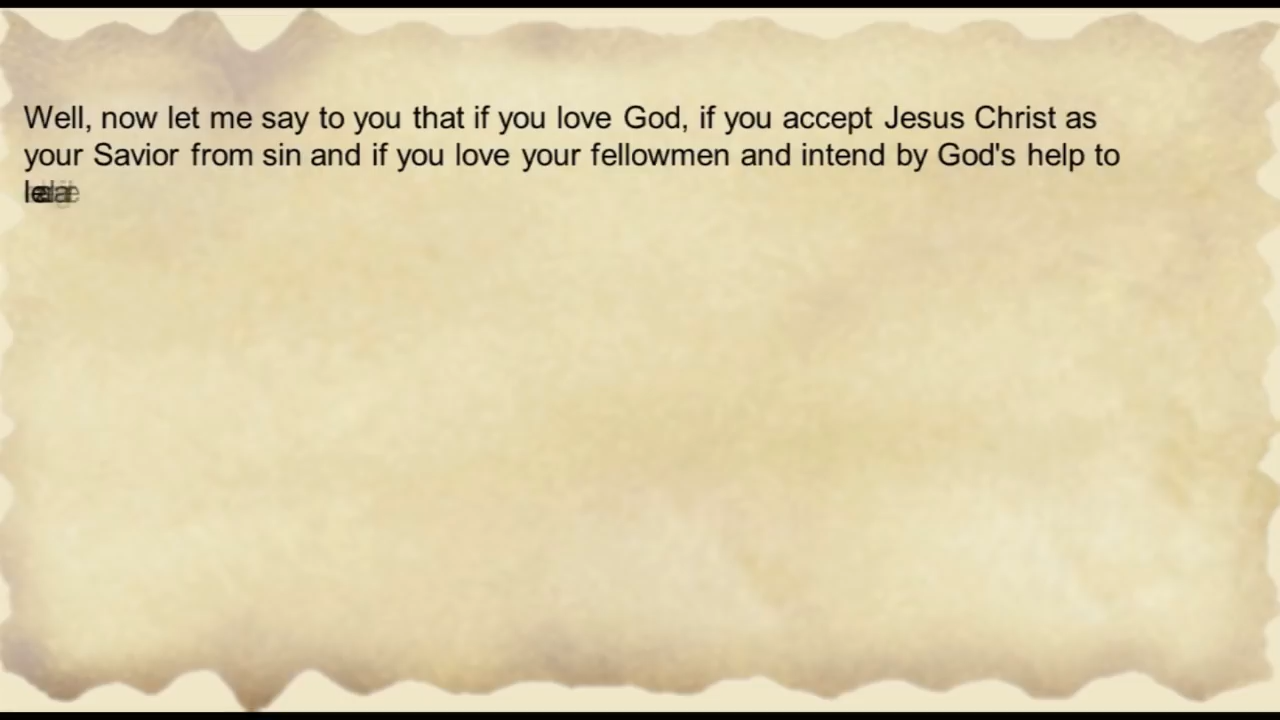 Well, now let me say to you that if you love God, if you accept Jesus Christ as
your Savior from sin and if you love your fellowmen and intend by God's help to